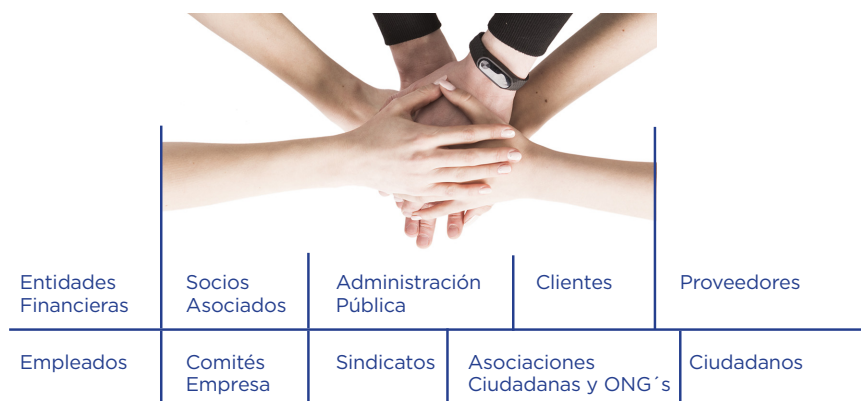 Entidades
Financieras
Socios
Asociados
Administración
Pública
Clientes
Proveedores
Empleados
Comités
Empresa
Sindicatos
Asociaciones
Ciudadanas y ONG´s
Ciudadanos